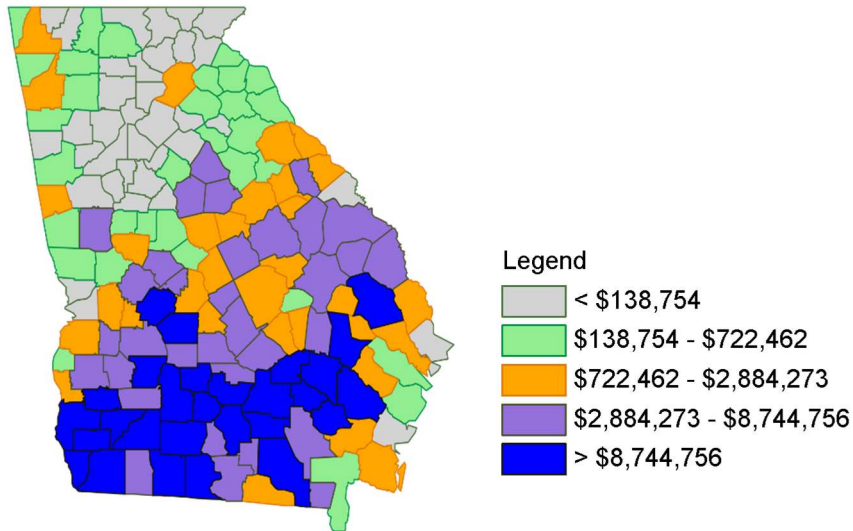 Legend
< $138,754
$138,754 - $722,462
$722,462 - $2,884,273
$2,884,273 - $8,744,756
> $8,744,756